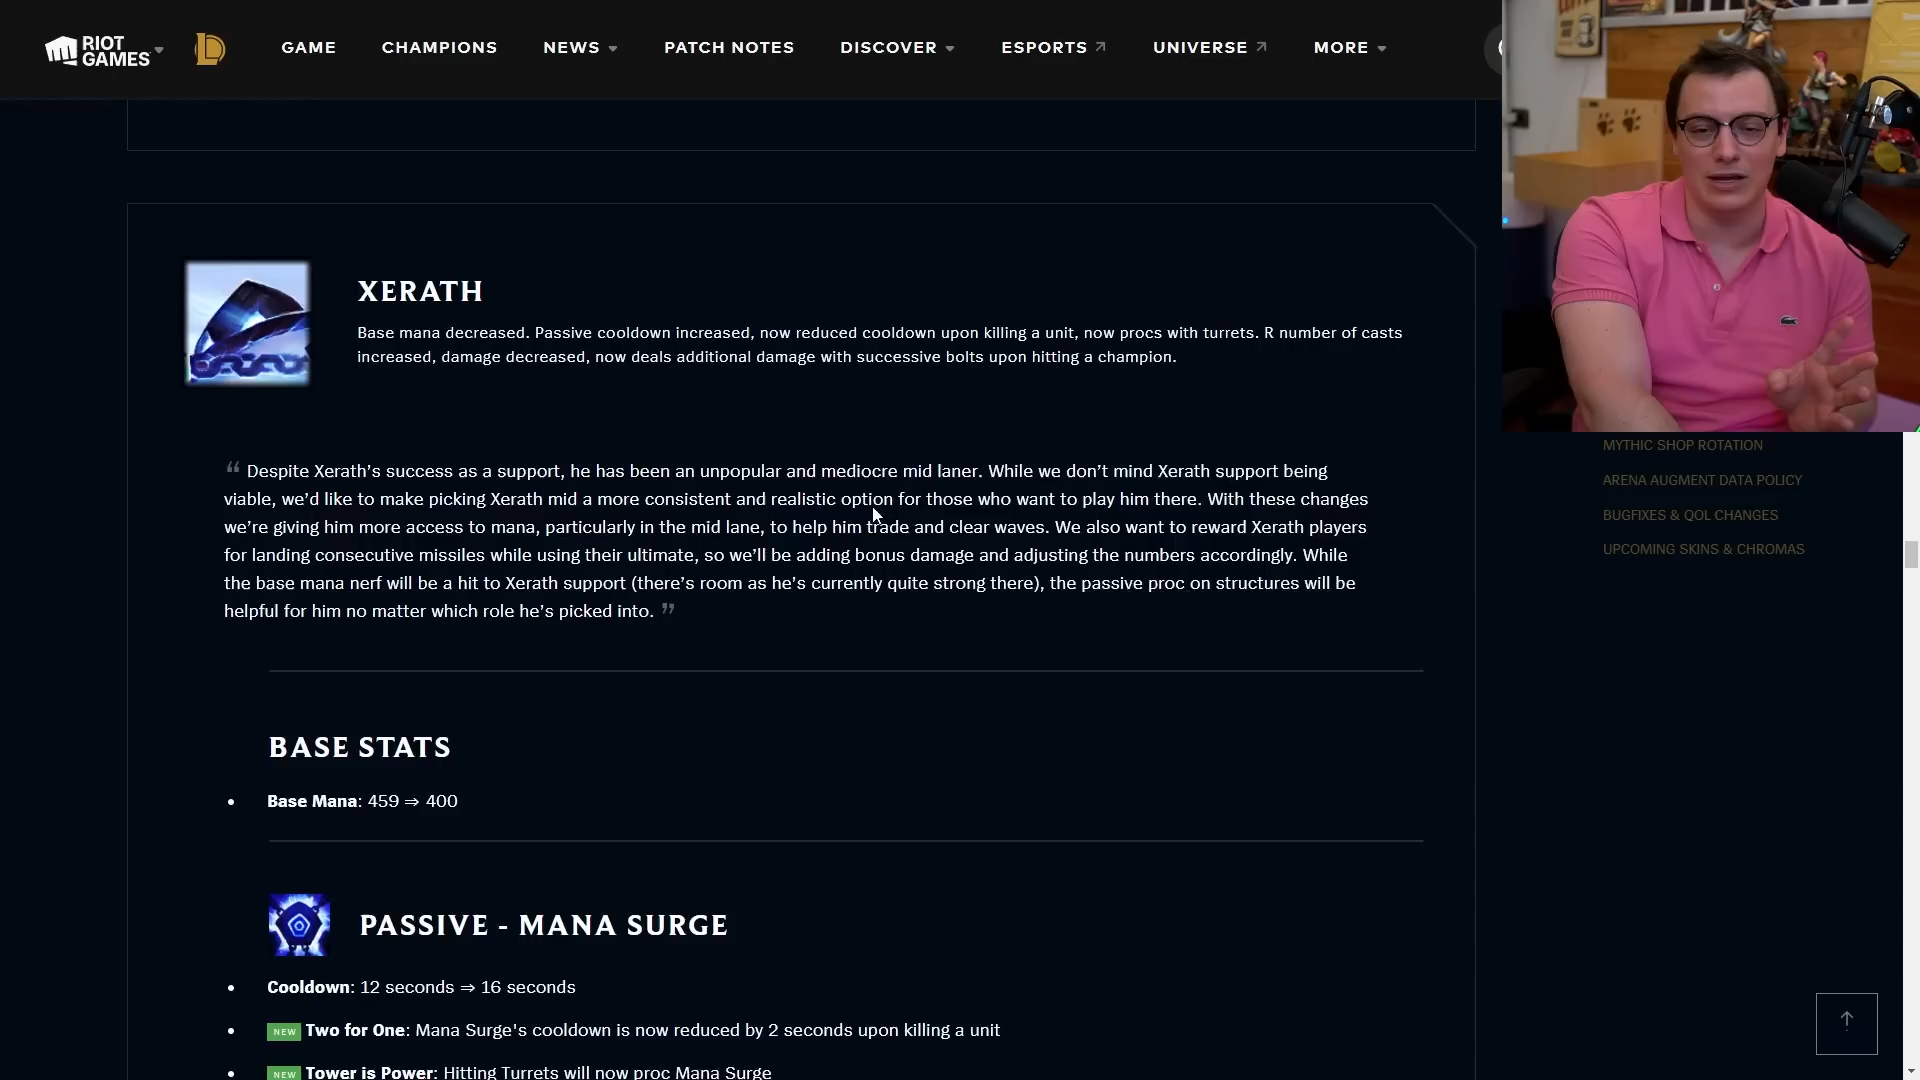 RIOT GAMES
GAME
CHAMPIONS
NEWS
PATCH NOTES
DISCOVER
ESPORTS
UNIVERSE
MORE
XERATH
Base mana decreased. Passive cooldown increased, now reduced cooldown upon killing a unit, now procs with turrets. R number of casts
increased, damage decreased, now deals additional damage with successive bolts upon hitting a champion.
“ Despite Xerath’s success as a support, he has been an unpopular and mediocre mid laner. While we don’t mind Xerath support being
viable, we’d like to make picking Xerath mid a more consistent and realistic option for those who want to play him there. With these changes
we’re giving him more access to mana, particularly in the mid lane, to help him trade and clear waves. We also want to reward Xerath players
for landing consecutive missiles while using their ultimate, so we’ll be adding bonus damage and adjusting the numbers accordingly. While
the base mana nerf will be a hit to Xerath support (there’s room as he’s currently quite strong there), the passive proc on structures will be
helpful for him no matter which role he’s picked into. ”
BASE STATS
• Base Mana: 459 ⇒ 400
PASSIVE - MANA SURGE
• Cooldown: 12 seconds ⇒ 16 seconds
• NEW Two for One: Mana Surge's cooldown is now reduced by 2 seconds upon killing a unit
• NEW Tower is Power: Hitting Turrets will now proc Mana Surge
MYTHIC SHOP ROTATION
ARENA AUGMENT DATA POLICY
BUGFIXES & QOL CHANGES
UPCOMING SKINS & CHROMAS